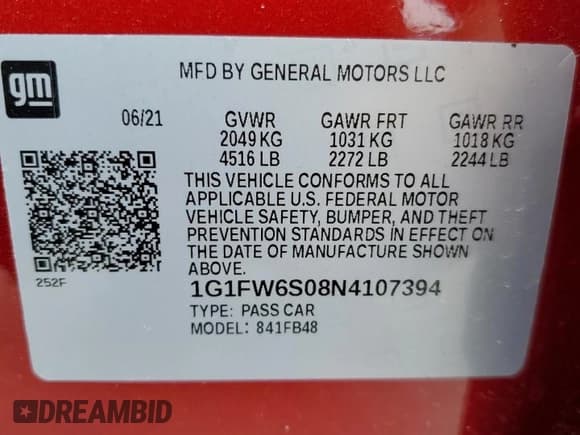 gm
MFD BY GENERAL MOTORS LLC
06/21 GVWR GAWR FRT GAWR RR
2049 KG 1031 KG 1018 KG
4516 LB 2272 LB 2244 LB
THIS VEHICLE CONFORMS TO ALL
APPLICABLE U.S. FEDERAL MOTOR
VEHICLE SAFETY, BUMPER, AND THEFT
PREVENTION STANDARDS IN EFFECT ON
THE DATE OF MANUFACTURE SHOWN
ABOVE.
252F
1G1FW6S08N4107394
TYPE: PASS CAR
MODEL: 841FB48
DREAMBID